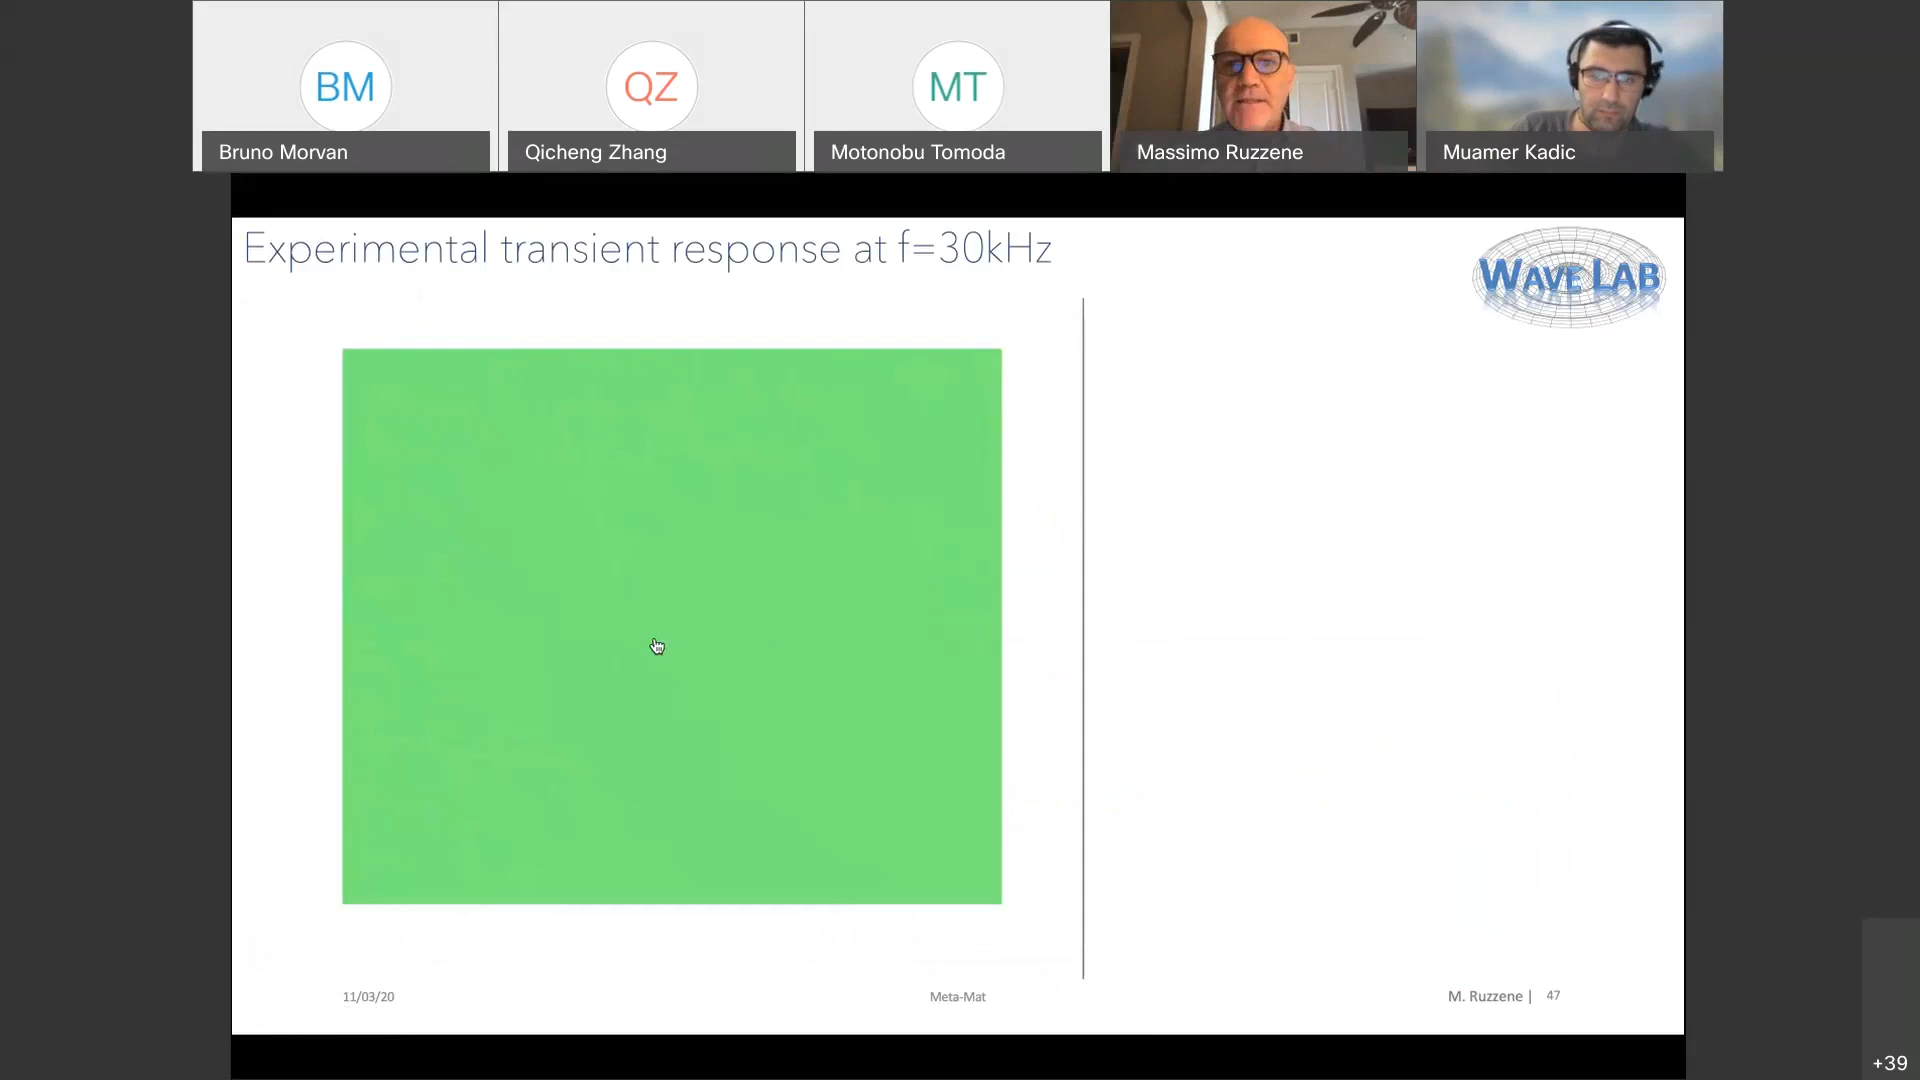 BM
QZ
MT
Bruno Morvan
Qicheng Zhang
Motonobu Tomoda
Massimo Ruzzene
Muamer Kadic
Experimental transient response at f=30kHz
WAVE LAB
11/03/20
Meta-Mat
M. Ruzzene | 47
+39